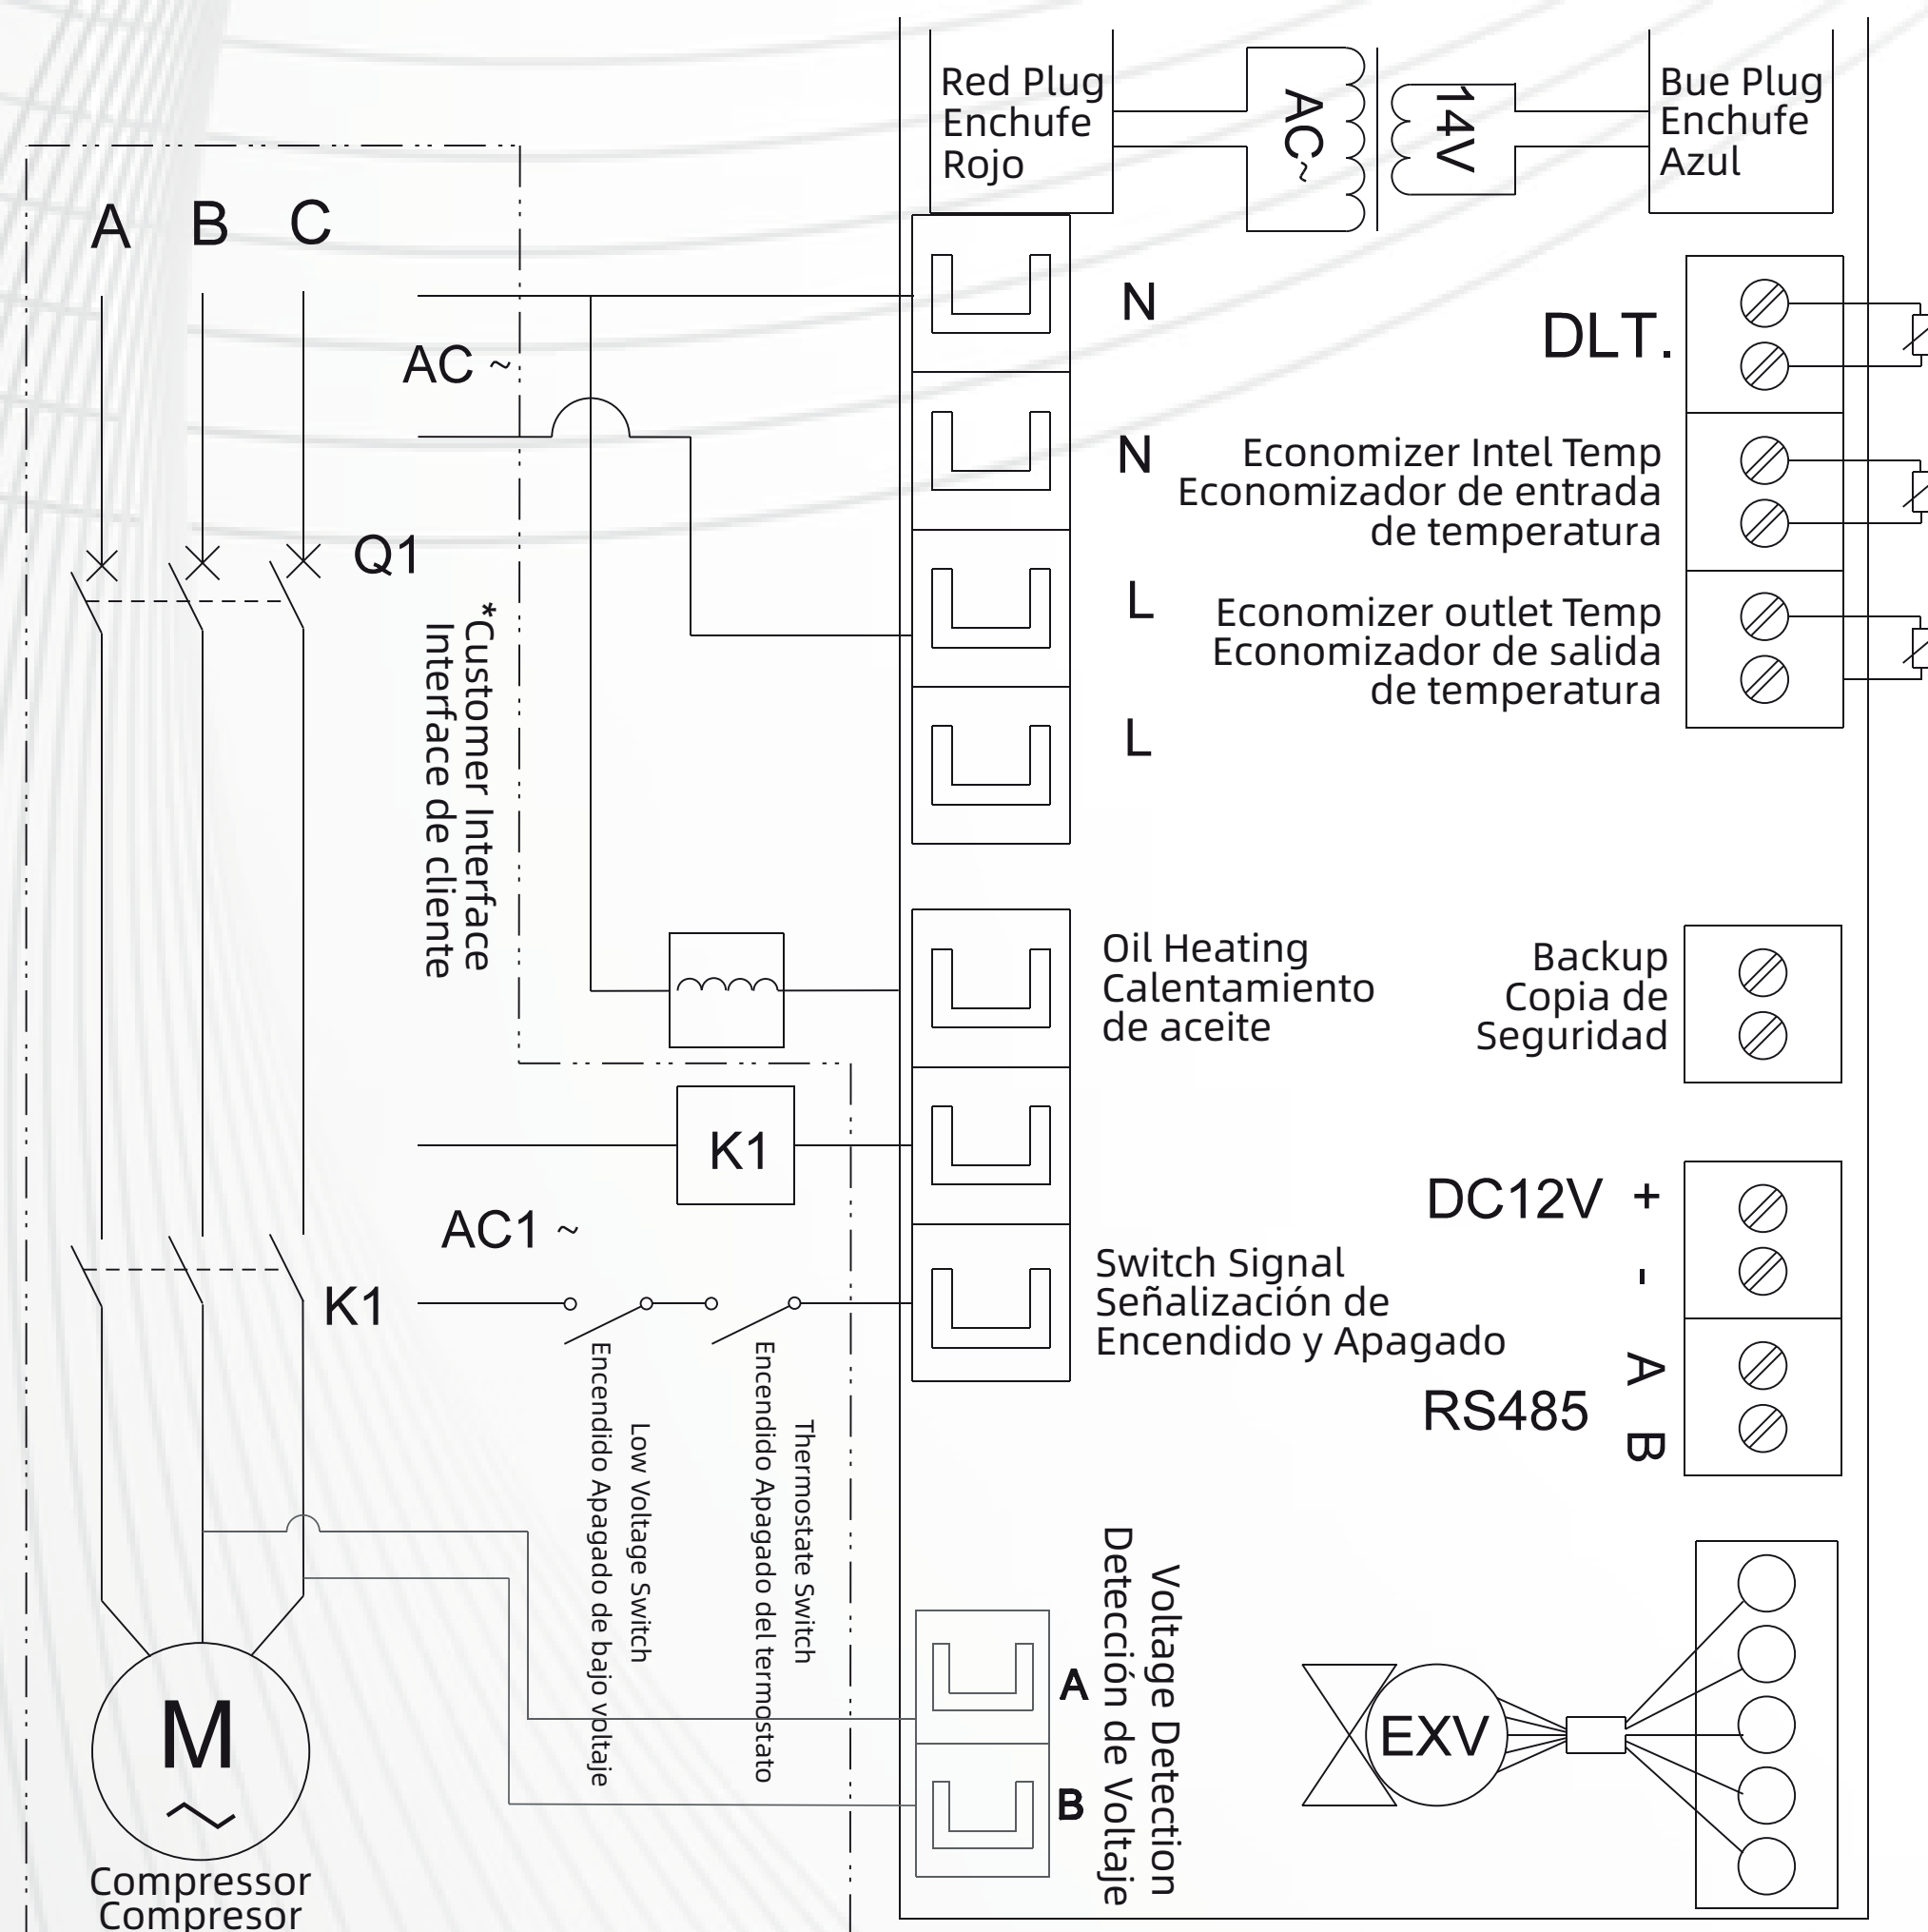 Red Plug
Enchufe
Rojo
AC~
14V
Bue Plug
Enchufe
Azul
A
B
C
AC ~
N
N
L
L
DLT.
Economizer Intel Temp
Economizador de entrada
de temperatura
Economizer outlet Temp
Economizador de salida
de temperatura
Q1
*Customer Interface
Interface de cliente
Oil Heating
Calentamiento
de aceite
Backup
Copia de
Seguridad
K1
AC1 ~
K1
Switch Signal
Señalización de
Encendido y Apagado
DC12V +
-
RS485
A
B
Low Voltage Switch
Encendido Apagado de bajo voltaje
Thermostate Switch
Encendido Apagado del termostato
A
B
Voltage Detection
Detección de Voltaje
EXV
M
Compressor
Compresor